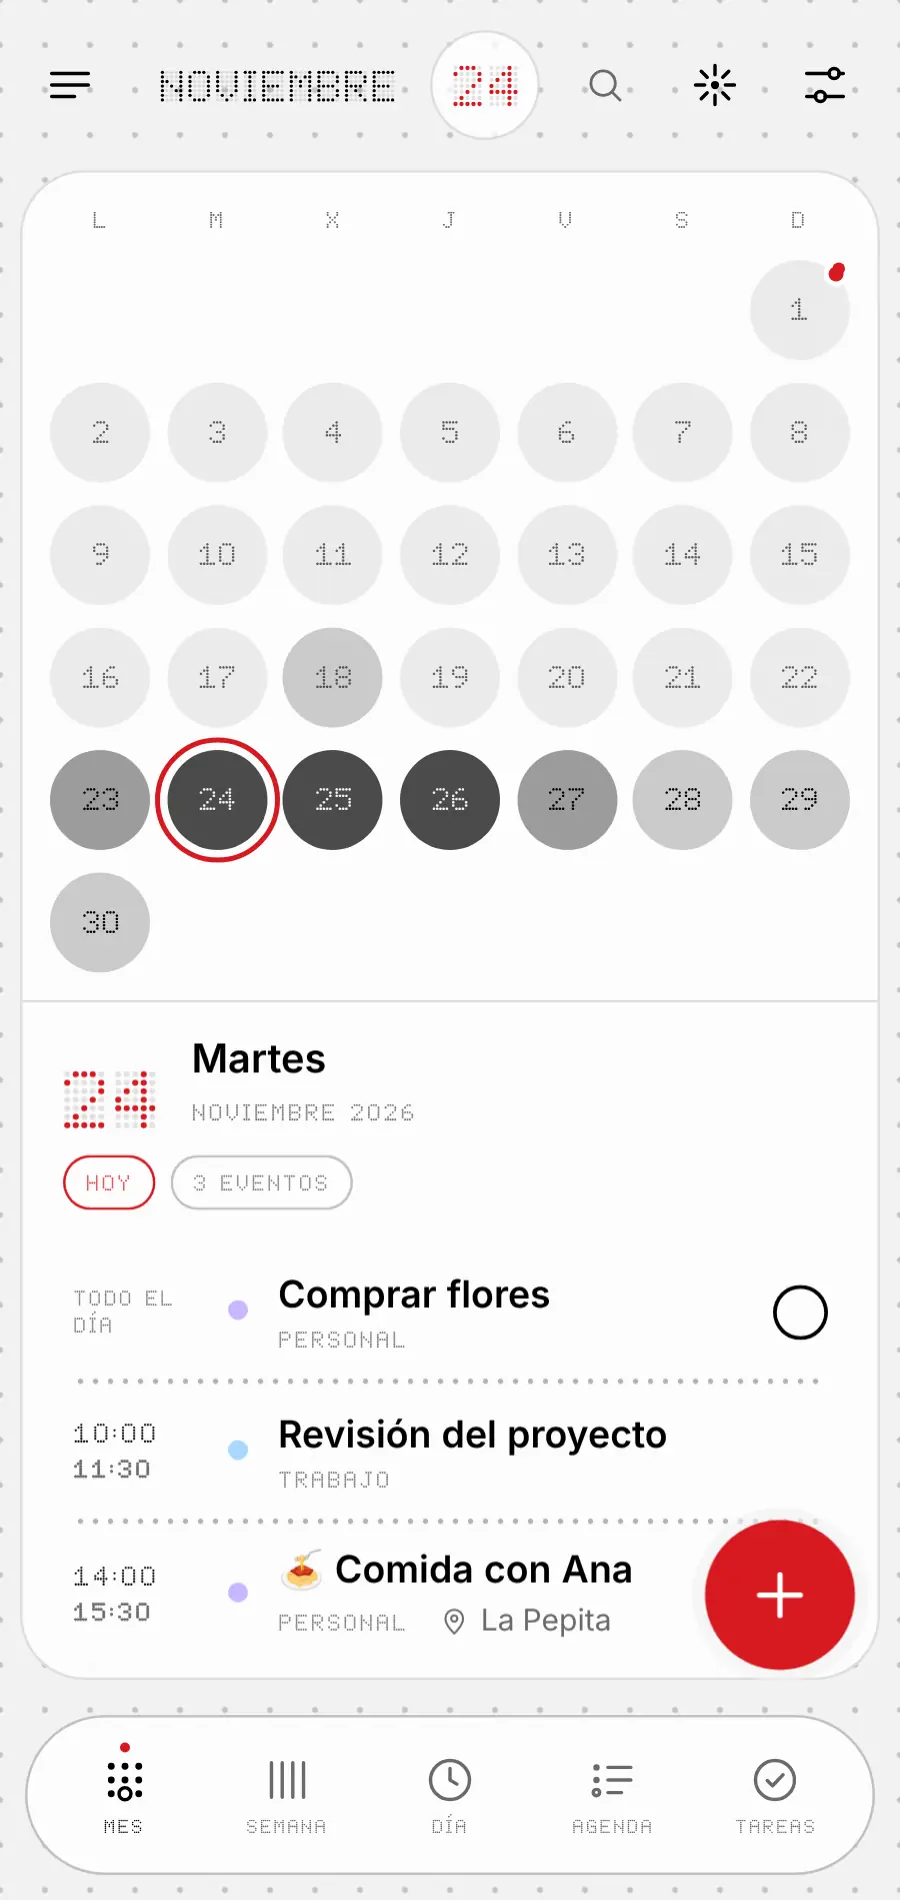 NOVIEMBRE 24
L M X J V S D
1
2 3 4 5 6 7 8
9 10 11 12 13 14 15
16 17 18 19 20 21 22
23 24 25 26 27 28 29
30
24 Martes
NOVIEMBRE 2026
HOY 3 EVENTOS
TODO EL DÍA
Comprar flores
PERSONAL
10:00
11:30
Revisión del proyecto
TRABAJO
14:00
15:30
Comida con Ana
PERSONAL La Pepita
MES SEMANA DÍA AGENDA TAREAS